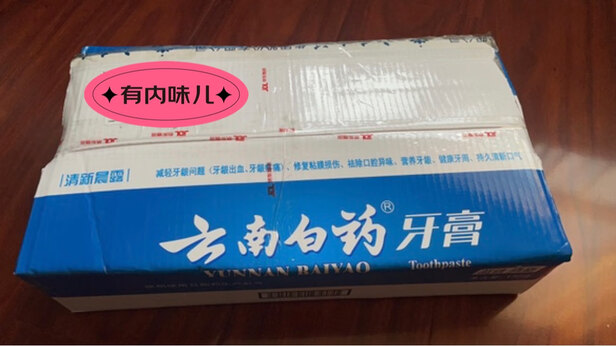 有内味儿
清新晨露
减轻牙龈问题（牙龈出血、牙龈肿痛）、修复粘膜损伤、祛除口腔异味、营养牙龈、健康牙周、持久清新口气
云南白药®牙膏
YUNNAN BAIYAO
Toothpaste